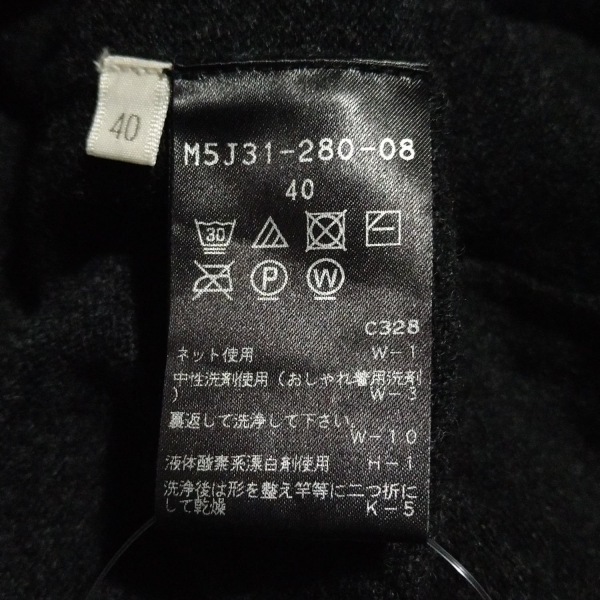 40
M5J31-280-08
40
30
P W
C328
ネット使用 W-1
中性洗剤使用(おしゃれ着用洗剤
) W-3
裏返して洗浄して下さい。
W-10
液体酸素系漂白剤使用 H-1
洗浄後は形を整え竿等に二つ折に
して乾燥 K-5